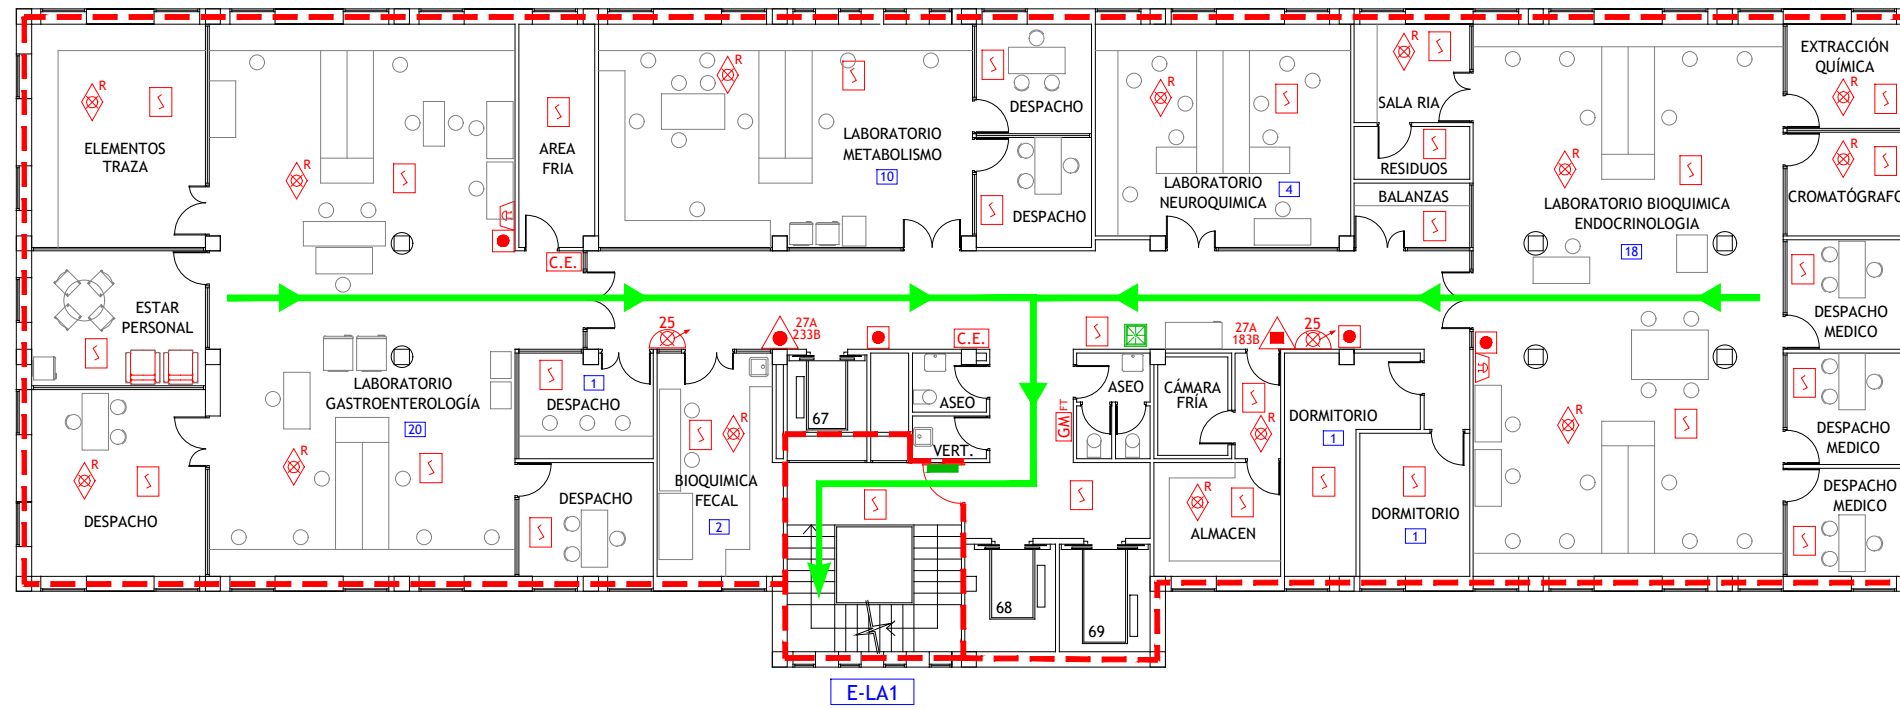 R
ELEMENTOS
TRAZA
R
AREA
FRIA
C.E.
R
LABORATORIO
METABOLISMO
10
DESPACHO
DESPACHO
R
LABORATORIO
NEUROQUIMICA
4
R
SALA RIA
RESIDUOS
BALANZAS
R
LABORATORIO BIOQUIMICA
ENDOCRINOLOGIA
18
EXTRACCIÓN
QUÍMICA
R
R
CROMATÓGRAFO
ESTAR
PERSONAL
DESPACHO
MEDICO
25
27A
233B
C.E.
27A
183B
25
LABORATORIO
GASTROENTEROLOGÍA
20
R
1
DESPACHO
67
ASEO
VERT.
ASEO
GM FT
CÁMARA
FRÍA
R
DORMITORIO
1
R
DESPACHO
MEDICO
R
DESPACHO
DESPACHO
R
BIOQUIMICA
FECAL
2
R
ALMACEN
DORMITORIO
1
DESPACHO
MEDICO
68
69
E-LA1